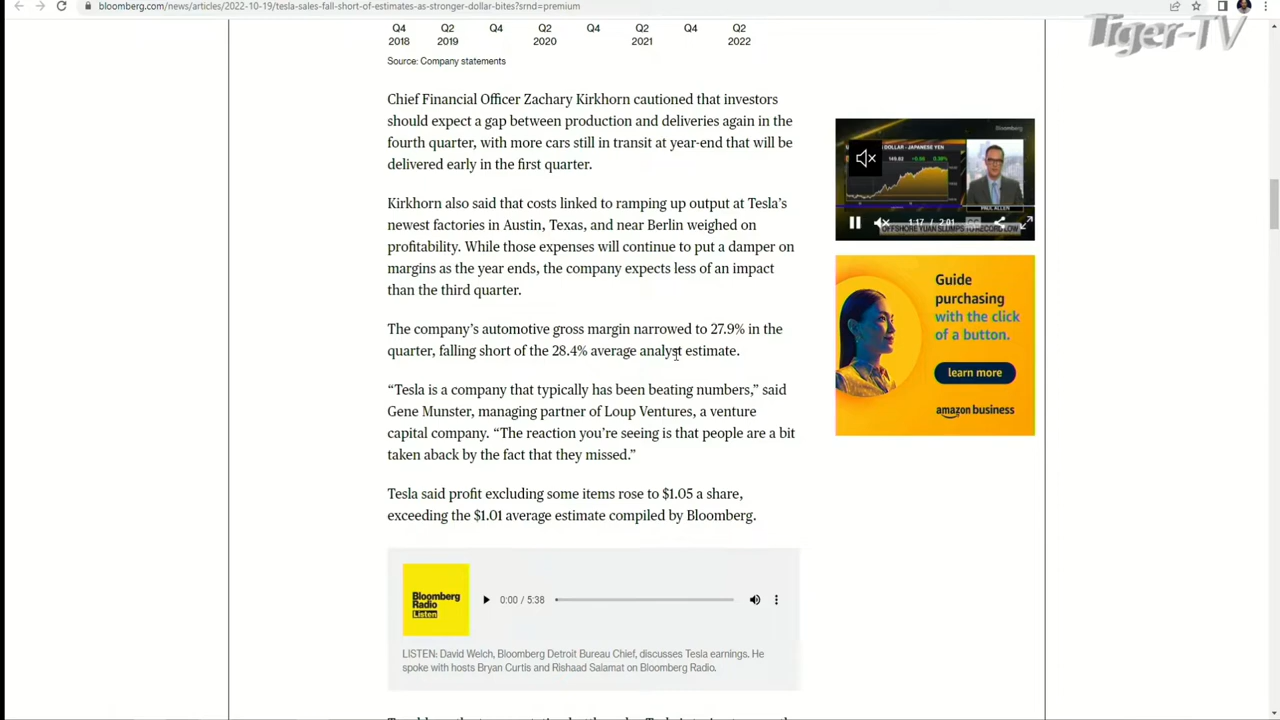 bloomberg.com/news/articles/2022-10-19/tesla-sales-fall-short-of-estimates-as-stronger-dollar-bites?srnd=premium
Tiger-TV
Q4 Q2 Q4 Q2 Q4 Q2 Q4 Q2
2018 2019 2020 2021 2022
Source: Company statements
Chief Financial Officer Zachary Kirkhorn cautioned that investors
should expect a gap between production and deliveries again in the
fourth quarter, with more cars still in transit at year-end that will be
delivered early in the first quarter.
Kirkhorn also said that costs linked to ramping up output at Tesla’s
newest factories in Austin, Texas, and near Berlin weighed on
profitability. While those expenses will continue to put a damper on
margins as the year ends, the company expects less of an impact
than the third quarter.
The company’s automotive gross margin narrowed to 27.9% in the
quarter, falling short of the 28.4% average analyst estimate.
“Tesla is a company that typically has been beating numbers,” said
Gene Munster, managing partner of Loup Ventures, a venture
capital company. “The reaction you’re seeing is that people are a bit
taken aback by the fact that they missed.”
Tesla said profit excluding some items rose to $1.05 a share,
exceeding the $1.01 average estimate compiled by Bloomberg.
Bloomberg
Radio
Listen
0:00 / 5:38
LISTEN: David Welch, Bloomberg Detroit Bureau Chief, discusses Tesla earnings. He
spoke with hosts Bryan Curtis and Rishaad Salamat on Bloomberg Radio.
Bloomberg
DOLLAR - JAPANESE YEN
PAUL ALLEN
1:17 / 2:01
OFFSHORE YUAN SLUMPS TO RECORD LOW
Guide
purchasing
with the click
of a button.
learn more
amazon business